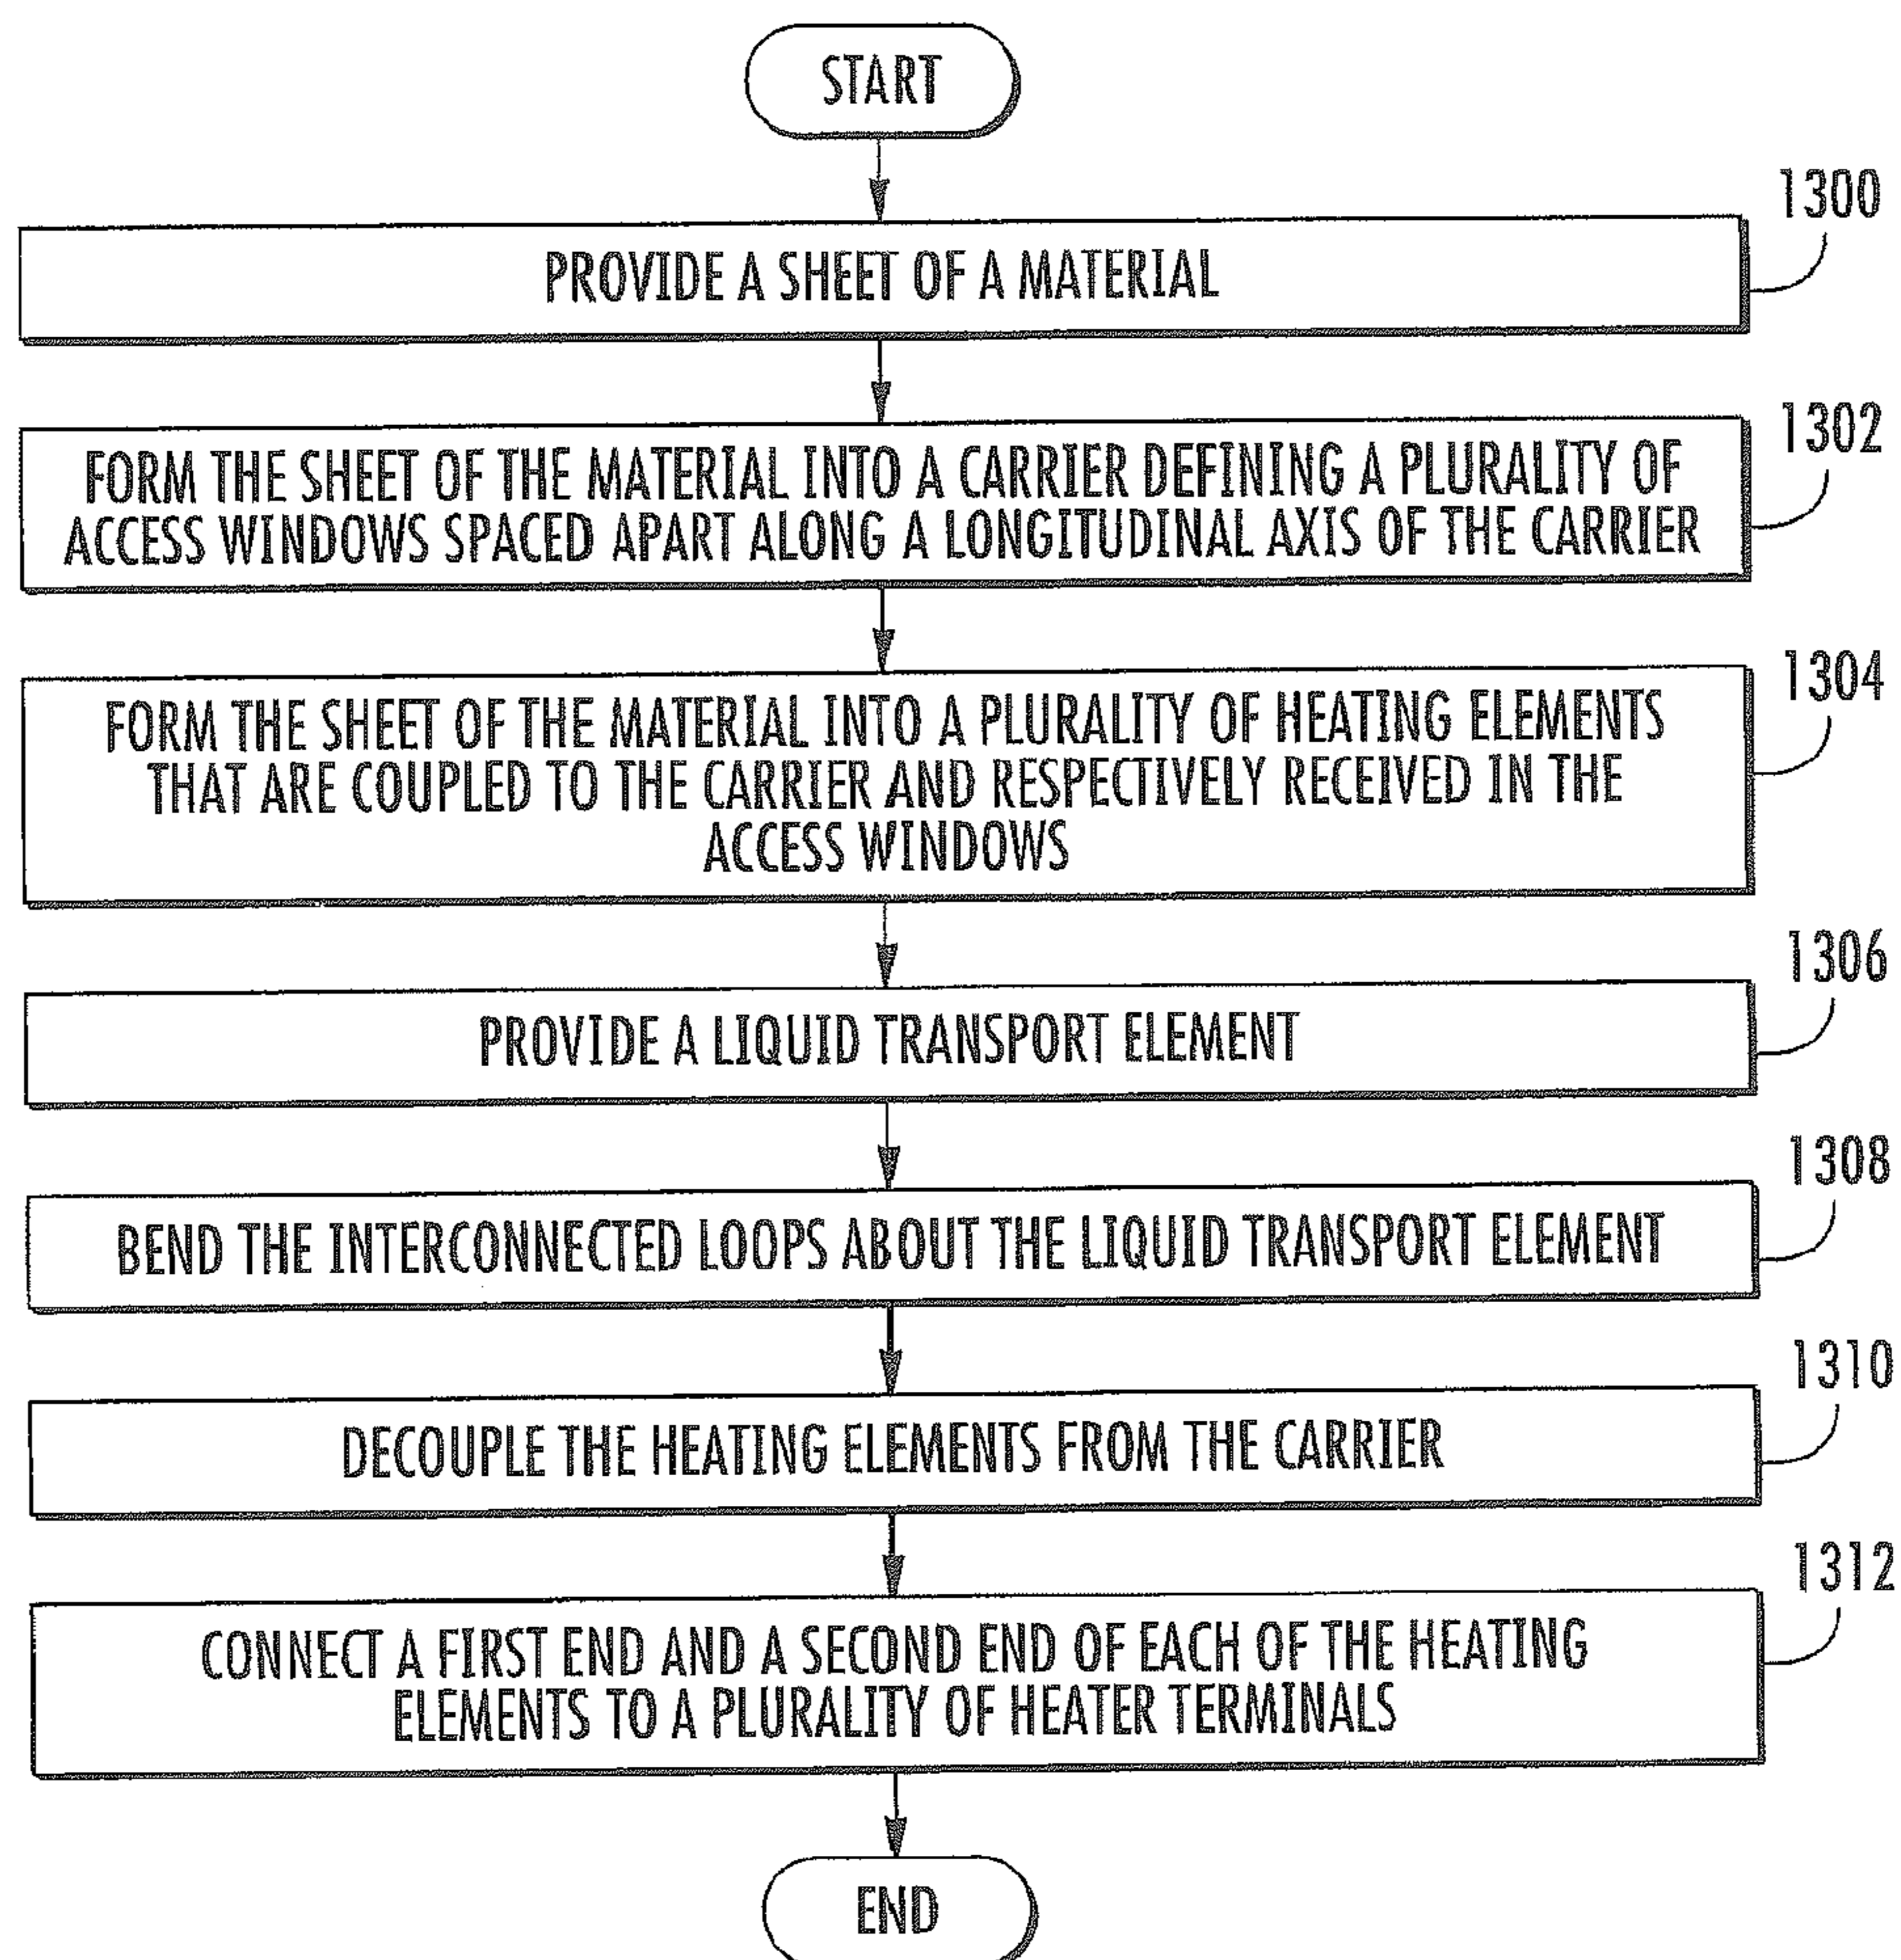 START
1300
PROVIDE A SHEET OF A MATERIAL
1302
FORM THE SHEET OF THE MATERIAL INTO A CARRIER DEFINING A PLURALITY OF
ACCESS WINDOWS SPACED APART ALONG A LONGITUDINAL AXIS OF THE CARRIER
1304
FORM THE SHEET OF THE MATERIAL INTO A PLURALITY OF HEATING ELEMENTS
THAT ARE COUPLED TO THE CARRIER AND RESPECTIVELY RECEIVED IN THE
ACCESS WINDOWS
1306
PROVIDE A LIQUID TRANSPORT ELEMENT
1308
BEND THE INTERCONNECTED LOOPS ABOUT THE LIQUID TRANSPORT ELEMENT
1310
DECOUPLE THE HEATING ELEMENTS FROM THE CARRIER
1312
CONNECT A FIRST END AND A SECOND END OF EACH OF THE HEATING
ELEMENTS TO A PLURALITY OF HEATER TERMINALS
END